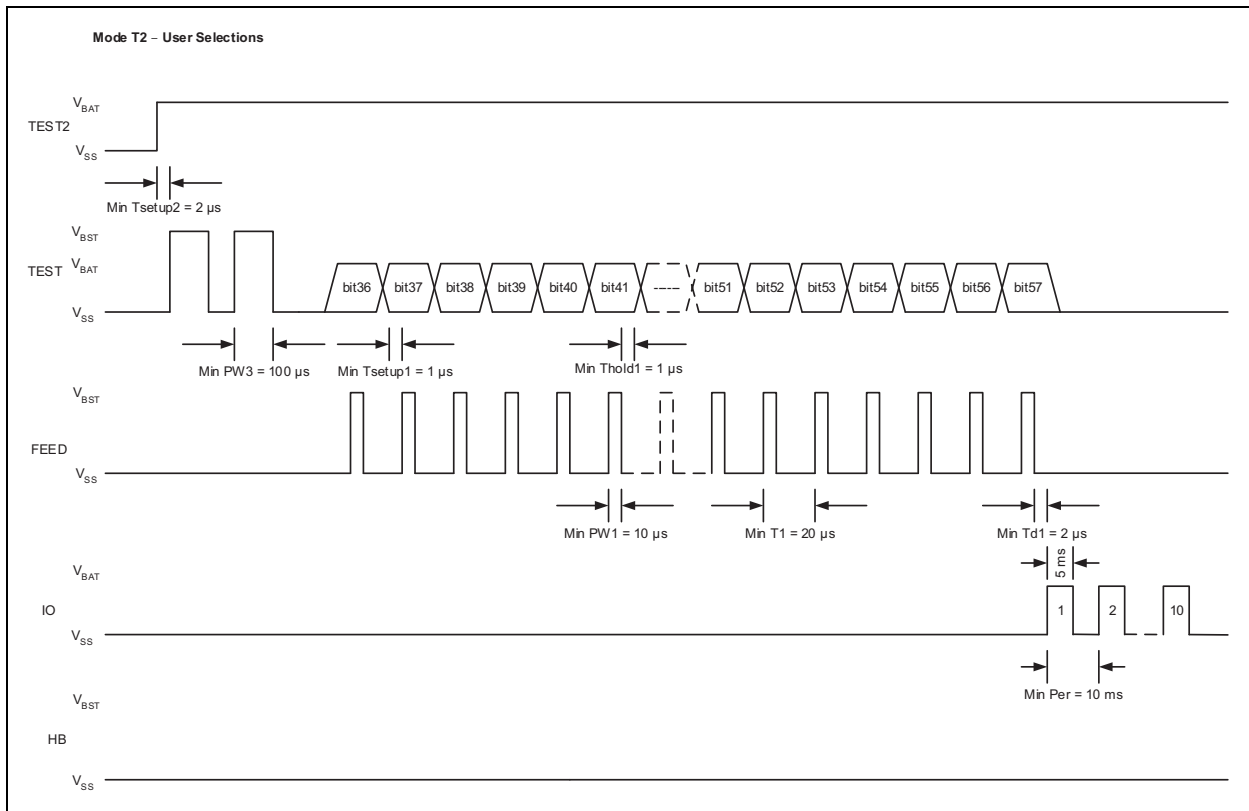 Mode T2 – User Selections
VBAT
TEST2
VSS
Min Tsetup2 = 2 µs
VBST
TEST
VBAT
bit36 bit37 bit38 bit39 bit40 bit41 ------ bit51 bit52 bit53 bit54 bit55 bit56 bit57
VSS
Min PW3 = 100 µs Min Tsetup1 = 1 µs Min Thold1 = 1 µs
VBST
FEED
VSS
Min PW1 = 10 µs Min T1 = 20 µs Min Td1 = 2 µs
VBAT
5 ms
IO
1 2 10
VSS
Min Per = 10 ms
VBST
HB
VSS